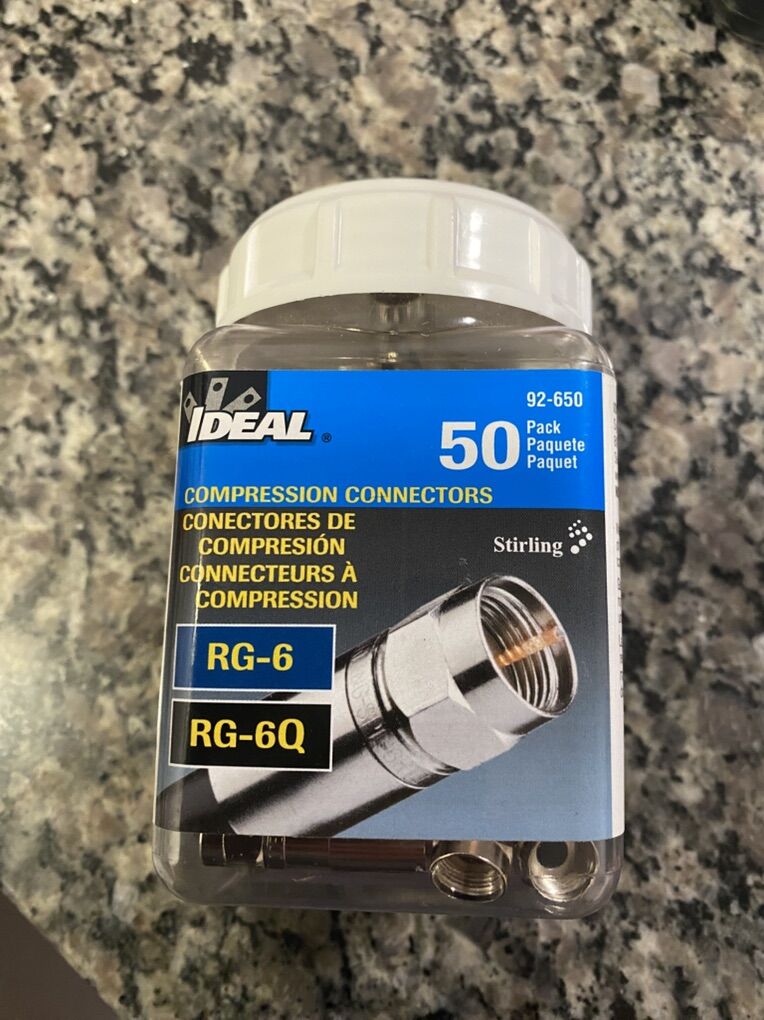 IDEAL®
92-650
50 Pack
Paquete
Paquet
COMPRESSION CONNECTORS
CONECTORES DE
COMPRESIÓN
CONNECTEURS À
COMPRESSION
Stirling
RG-6
RG-6Q